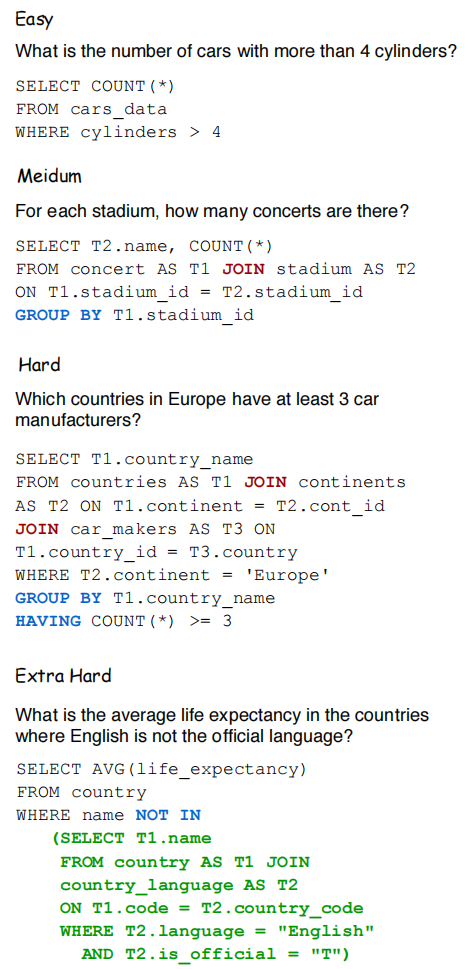 Easy
What is the number of cars with more than 4 cylinders?
SELECT COUNT(*)
FROM cars_data
WHERE cylinders > 4
Meidum
For each stadium, how many concerts are there?
SELECT T2.name, COUNT(*)
FROM concert AS T1 JOIN stadium AS T2
ON T1.stadium_id = T2.stadium_id
GROUP BY T1.stadium_id
Hard
Which countries in Europe have at least 3 car
manufacturers?
SELECT T1.country_name
FROM countries AS T1 JOIN continents
AS T2 ON T1.continent = T2.cont_id
JOIN car_makers AS T3 ON
T1.country_id = T3.country
WHERE T2.continent = 'Europe'
GROUP BY T1.country_name
HAVING COUNT(*) >= 3
Extra Hard
What is the average life expectancy in the countries
where English is not the official language?
SELECT AVG(life_expectancy)
FROM country
WHERE name NOT IN
(SELECT T1.name
FROM country AS T1 JOIN
country_language AS T2
ON T1.code = T2.country_code
WHERE T2.language = "English"
AND T2.is_official = "T")